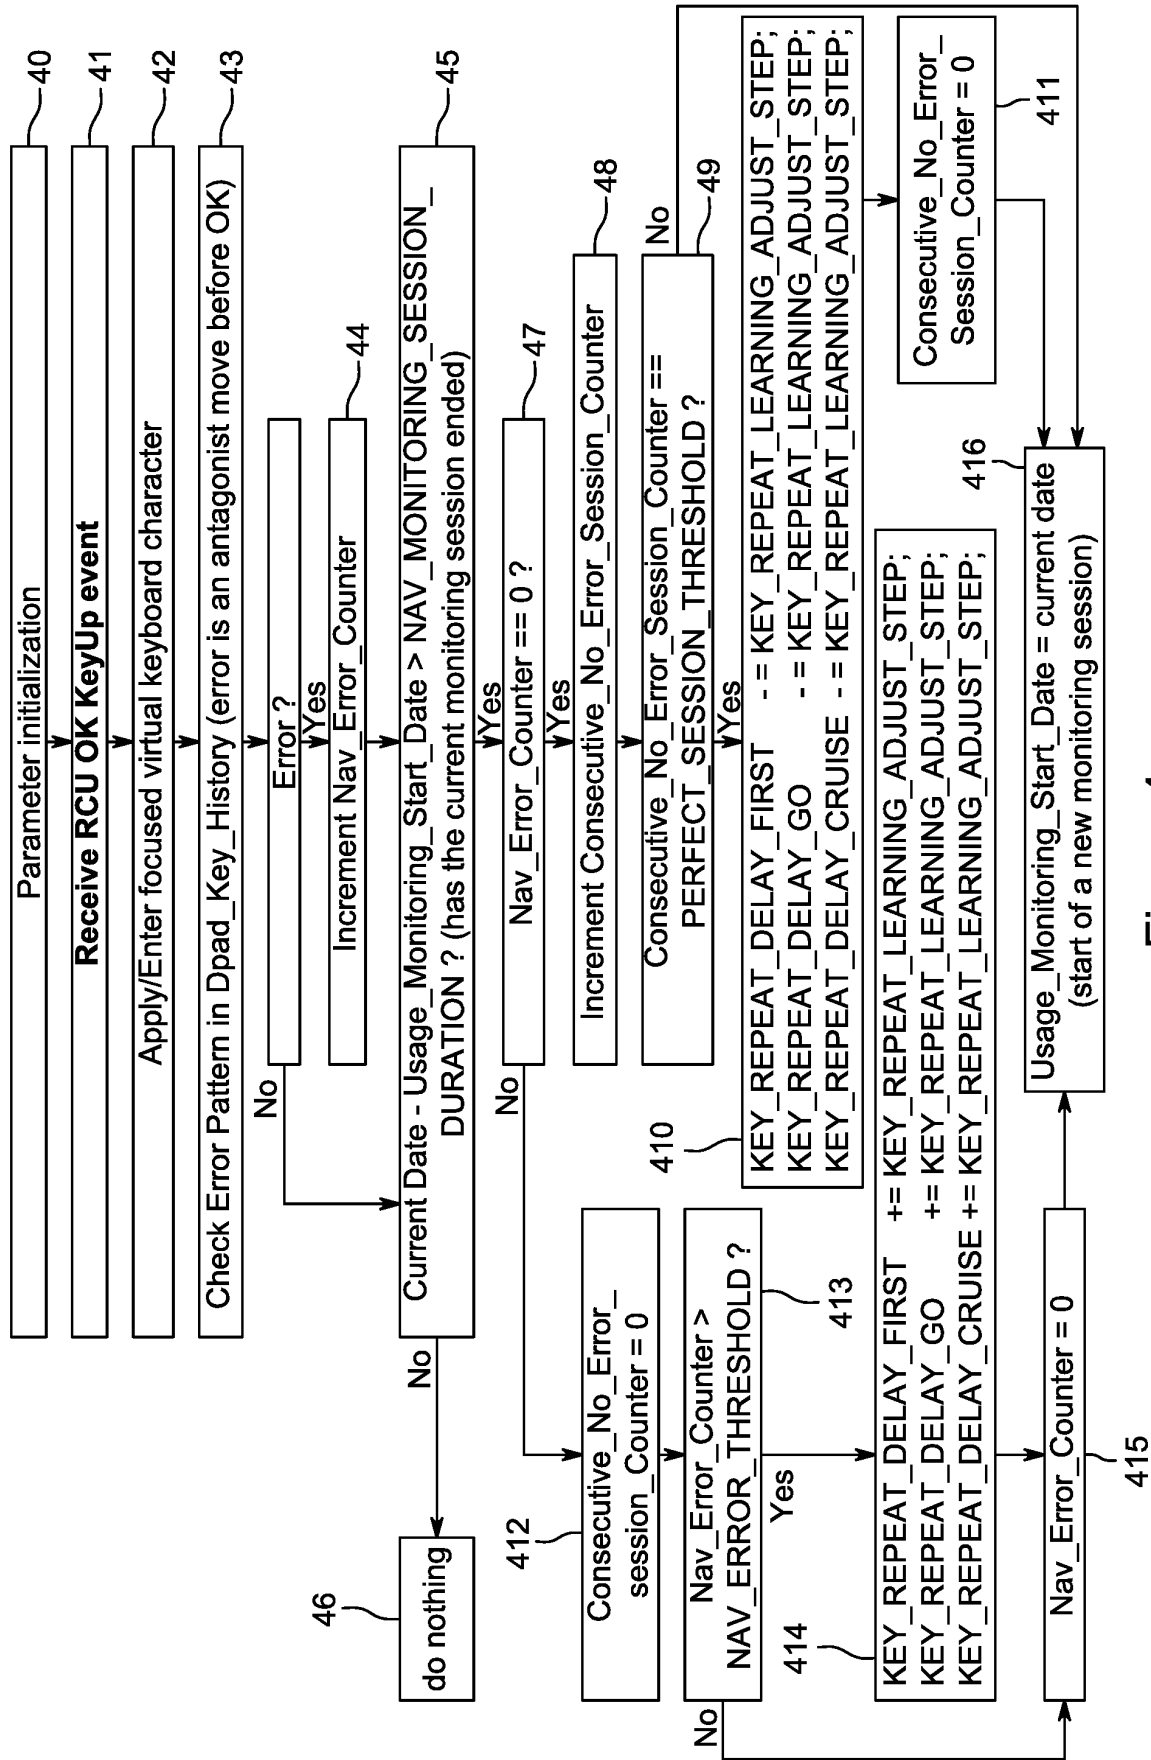 Parameter initialization
40
Receive RCU OK KeyUp event
41
Apply/Enter focused virtual keyboard character
42
Check Error Pattern in Dpad_Key_History (error is an antagonist move before OK)
43
Error ?
No
Yes
Increment Nav_Error_Counter
44
Current Date - Usage_Monitoring_Start_Date > NAV_MONITORING_SESSION_
DURATION ? (has the current monitoring session ended)
45
No
Yes
do nothing
46
Nav_Error_Counter == 0 ?
47
No
Yes
Increment Consecutive_No_Error_Session_Counter
48
Consecutive_No_Error_Session_Counter ==
PERFECT_SESSION_THRESHOLD ?
49
No
Yes
KEY_REPEAT_DELAY_FIRST - = KEY_REPEAT_LEARNING_ADJUST_STEP;
KEY_REPEAT_DELAY_GO - = KEY_REPEAT_LEARNING_ADJUST_STEP;
KEY_REPEAT_DELAY_CRUISE - = KEY_REPEAT_LEARNING_ADJUST_STEP;
410
Consecutive_No_Error_
Session_Counter = 0
411
Consecutive_No_Error_
session_Counter = 0
412
Nav_Error_Counter >
NAV_ERROR_THRESHOLD ?
413
No
Yes
KEY_REPEAT_DELAY_FIRST += KEY_REPEAT_LEARNING_ADJUST_STEP;
KEY_REPEAT_DELAY_GO += KEY_REPEAT_LEARNING_ADJUST_STEP;
KEY_REPEAT_DELAY_CRUISE += KEY_REPEAT_LEARNING_ADJUST_STEP;
414
Nav_Error_Counter = 0
415
Usage_Monitoring_Start_Date = current date
(start of a new monitoring session)
416